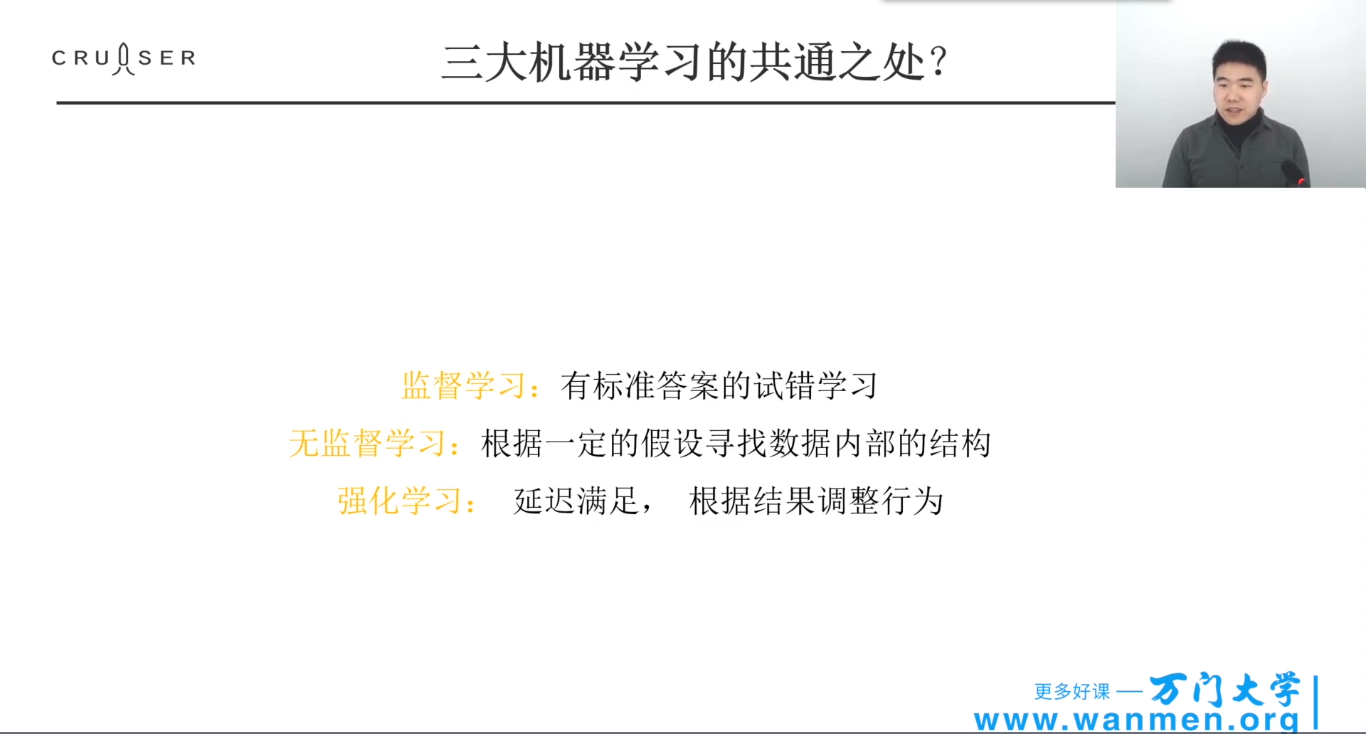 CRUISER
三大机器学习的共通之处？
监督学习：有标准答案的试错学习
无监督学习：根据一定的假设寻找数据内部的结构
强化学习： 延迟满足， 根据结果调整行为
更多好课 — 万门大学
www.wanmen.org